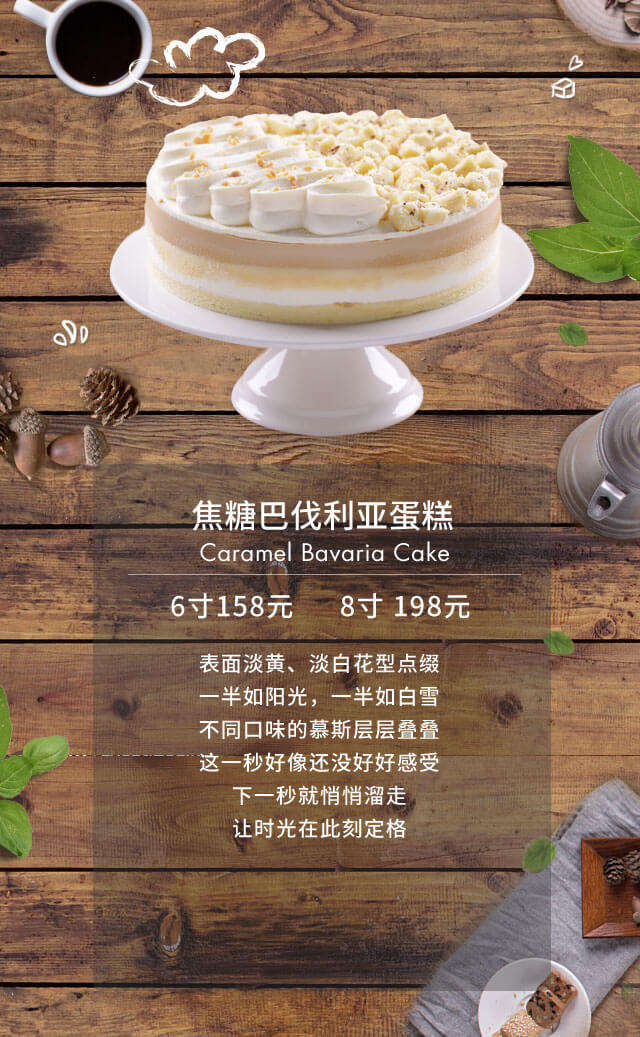 焦糖巴伐利亚蛋糕
Caramel Bavaria Cake
6寸158元 8寸 198元
表面淡黄、淡白花型点缀
一半如阳光，一半如白雪
不同口味的慕斯层层叠叠
这一秒好像还没好好感受
下一秒就悄悄溜走
让时光在此刻定格